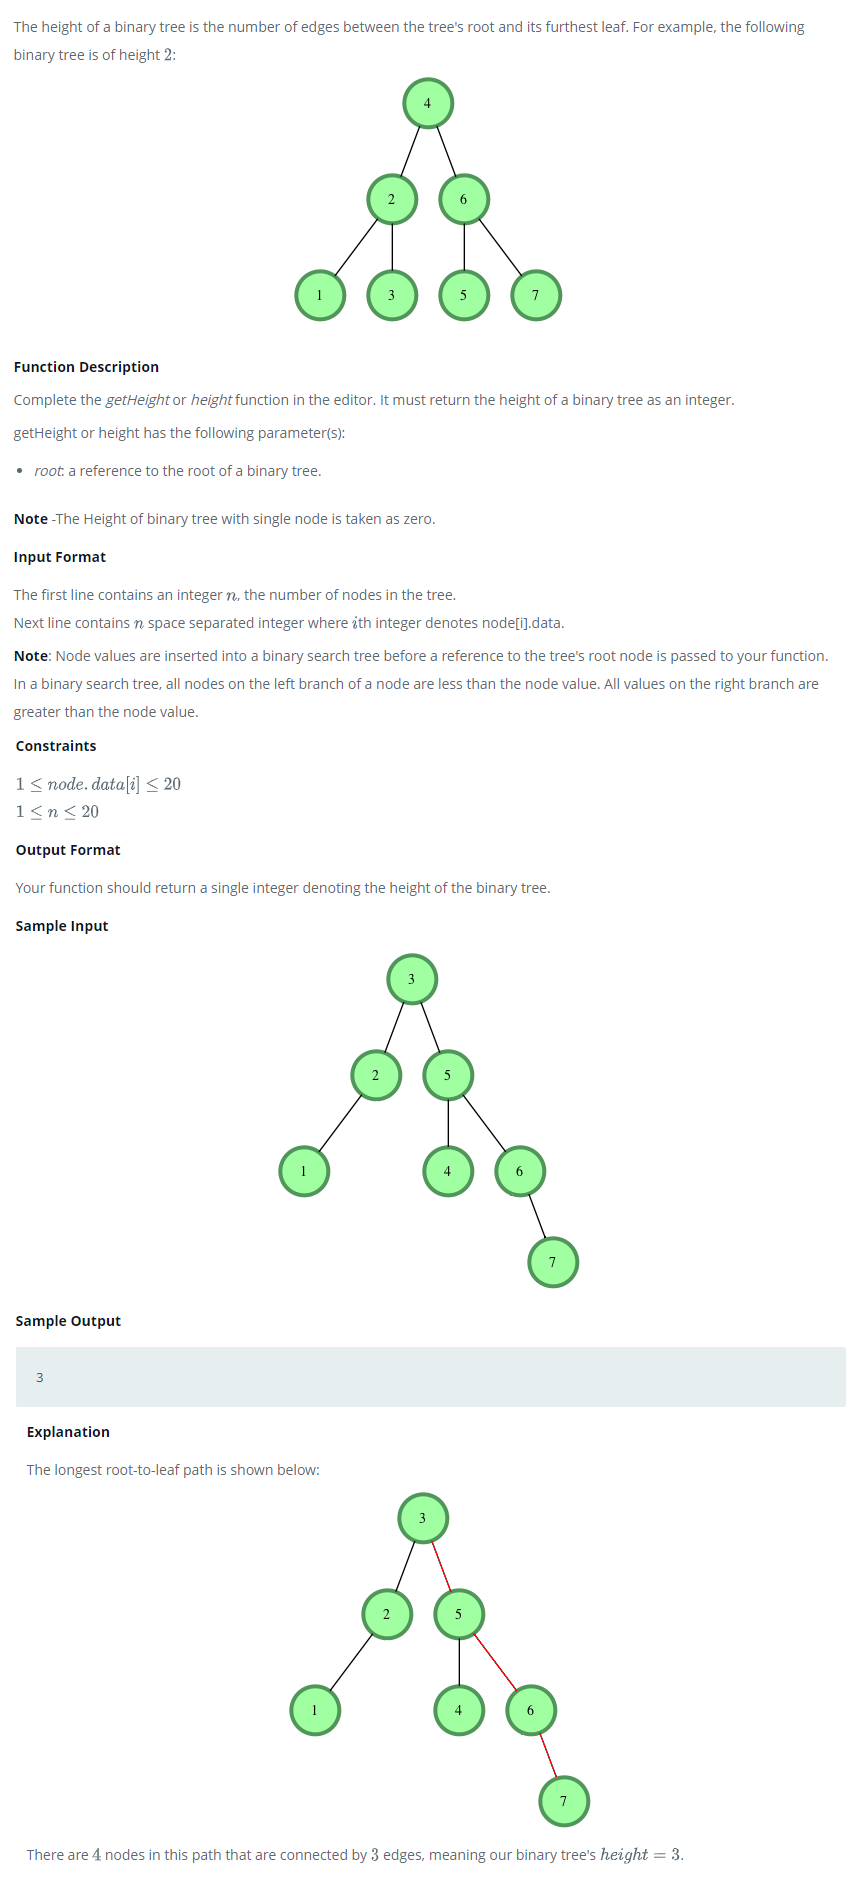 The height of a binary tree is the number of edges between the tree's root and its furthest leaf. For example, the following
binary tree is of height 2:
4
2 6
1 3 5 7
Function Description
Complete the getHeight or height function in the editor. It must return the height of a binary tree as an integer.
getHeight or height has the following parameter(s):
• root: a reference to the root of a binary tree.
Note -The Height of binary tree with single node is taken as zero.
Input Format
The first line contains an integer n, the number of nodes in the tree.
Next line contains n space separated integer where ith integer denotes node[i].data.
Note: Node values are inserted into a binary search tree before a reference to the tree's root node is passed to your function.
In a binary search tree, all nodes on the left branch of a node are less than the node value. All values on the right branch are
greater than the node value.
Constraints
1 ≤ node.data[i] ≤ 20
1 ≤ n ≤ 20
Output Format
Your function should return a single integer denoting the height of the binary tree.
Sample Input
3
2 5
1 4 6
7
Sample Output
3
Explanation
The longest root-to-leaf path is shown below:
3
2 5
1 4 6
7
There are 4 nodes in this path that are connected by 3 edges, meaning our binary tree's height = 3.